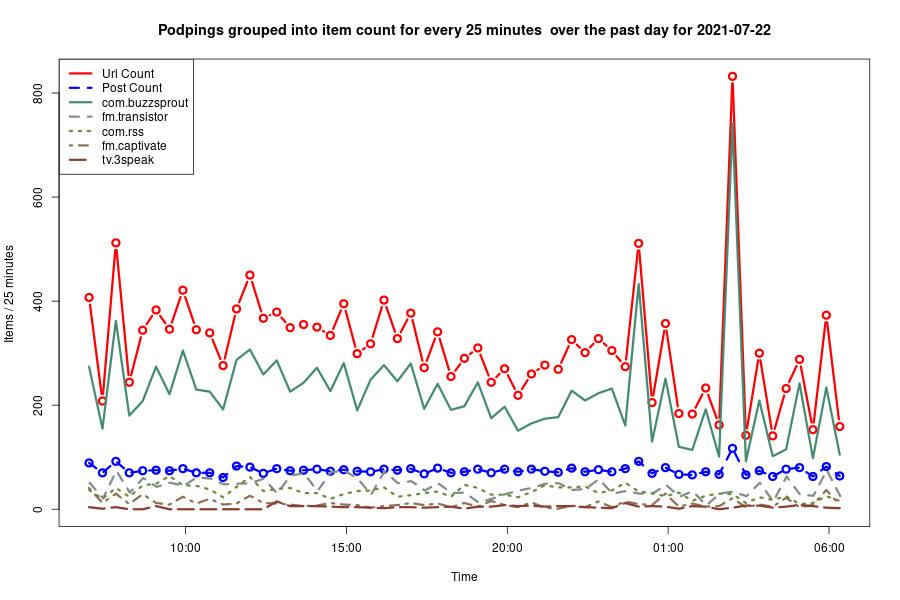 Podpings grouped into item count for every 25 minutes  over the past day for 2021-07-22
Url Count
Post Count
com.buzzsprout
fm.transistor
com.rss
fm.captivate
tv.3speak
Items / 25 minutes
800
600
400
200
0
10:00
15:00
20:00
01:00
06:00
Time